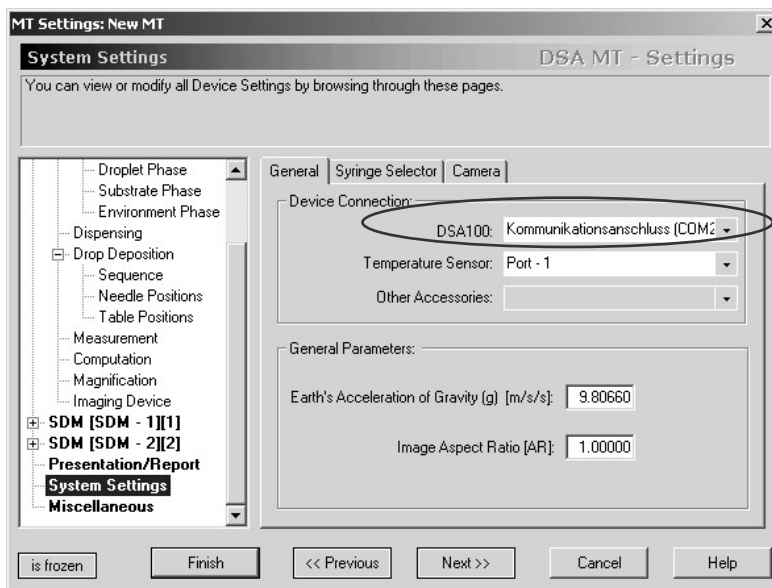 MT Settings: New MT
System Settings
DSA MT - Settings
You can view or modify all Device Settings by browsing through these pages.
Droplet Phase
Substrate Phase
Environment Phase
Dispensing
Drop Deposition
Sequence
Needle Positions
Table Positions
Measurement
Computation
Magnification
Imaging Device
SDM [SDM - 1][1]
SDM [SDM - 2][2]
Presentation/Report
System Settings
Miscellaneous
General Syringe Selector Camera
Device Connection:
DSA100: Kommunikationsanschluss (COM2
Temperature Sensor: Port - 1
Other Accessories:
General Parameters:
Earth's Acceleration of Gravity (g) [m/s/s]: 9.80660
Image Aspect Ratio [AR]: 1.00000
is frozen Finish << Previous Next >> Cancel Help